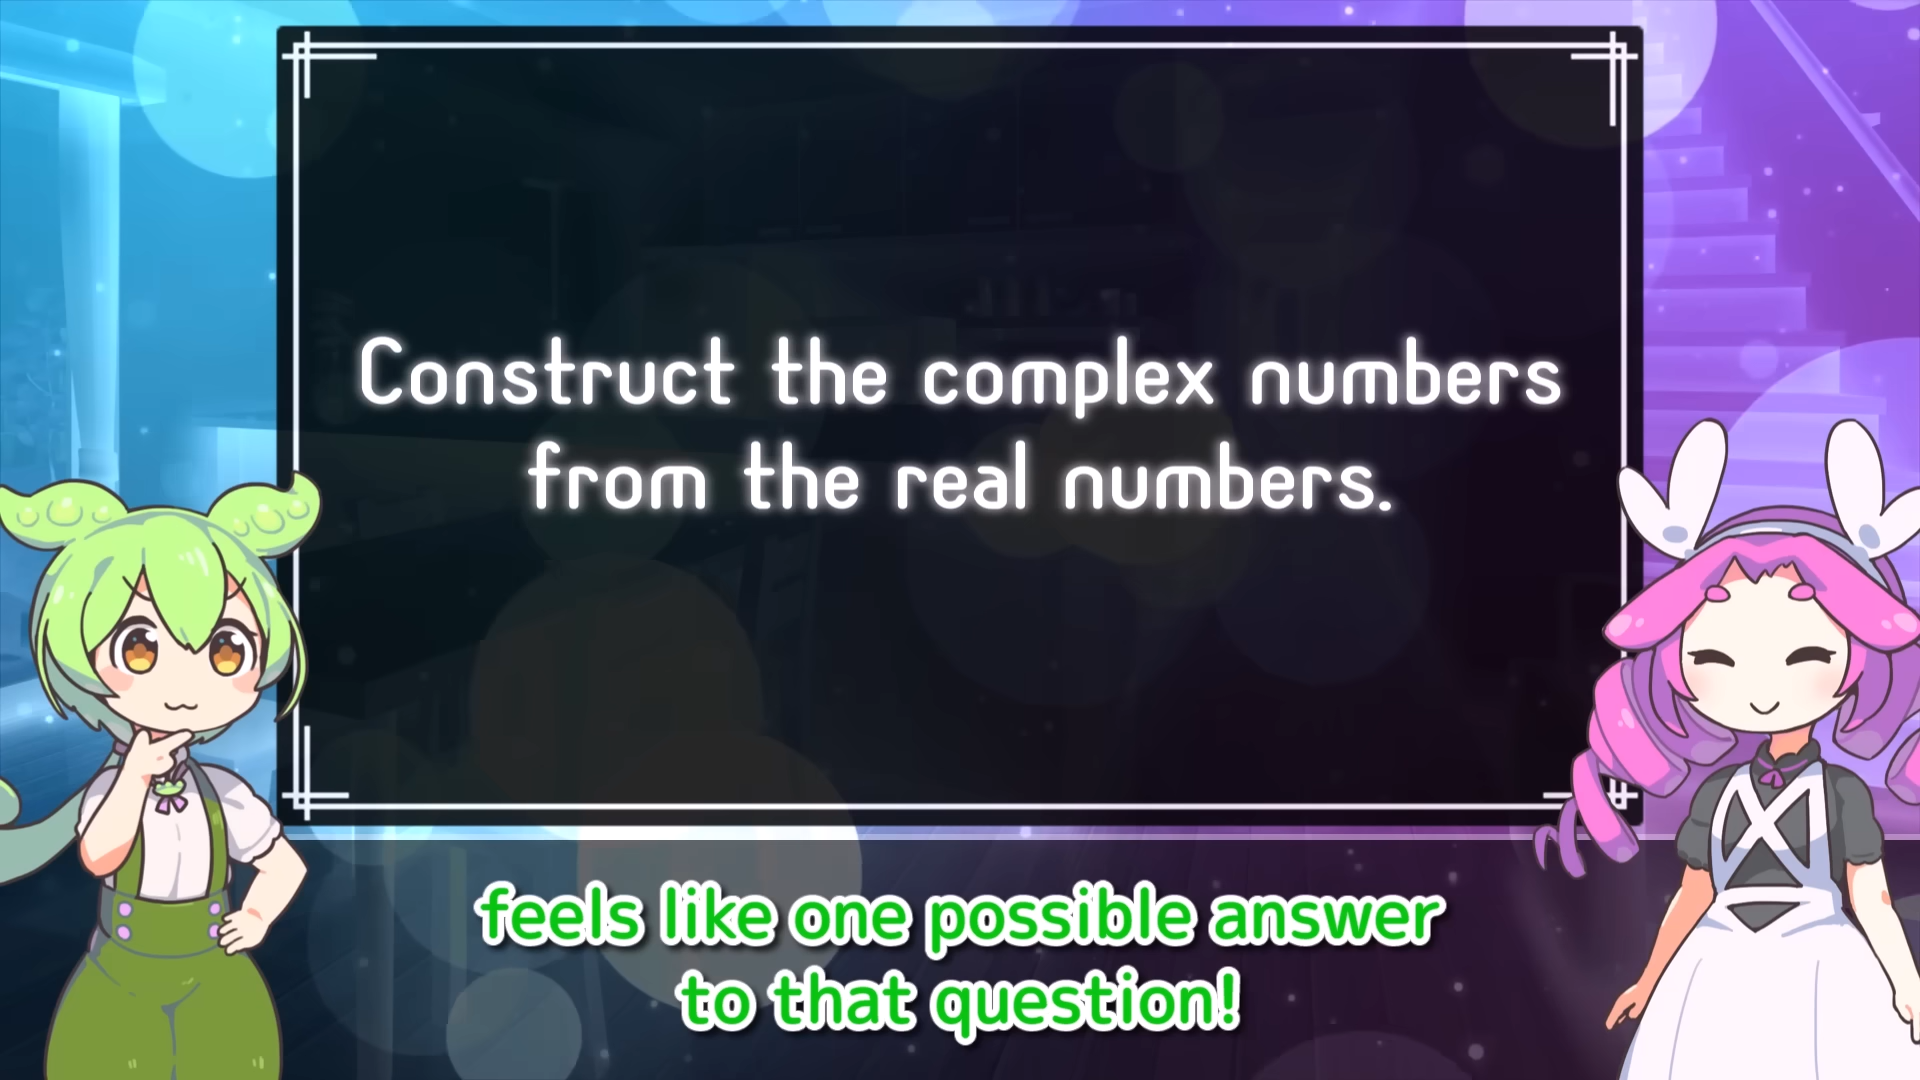 Construct the complex numbers
from the real numbers.
feels like one possible answer
to that question!